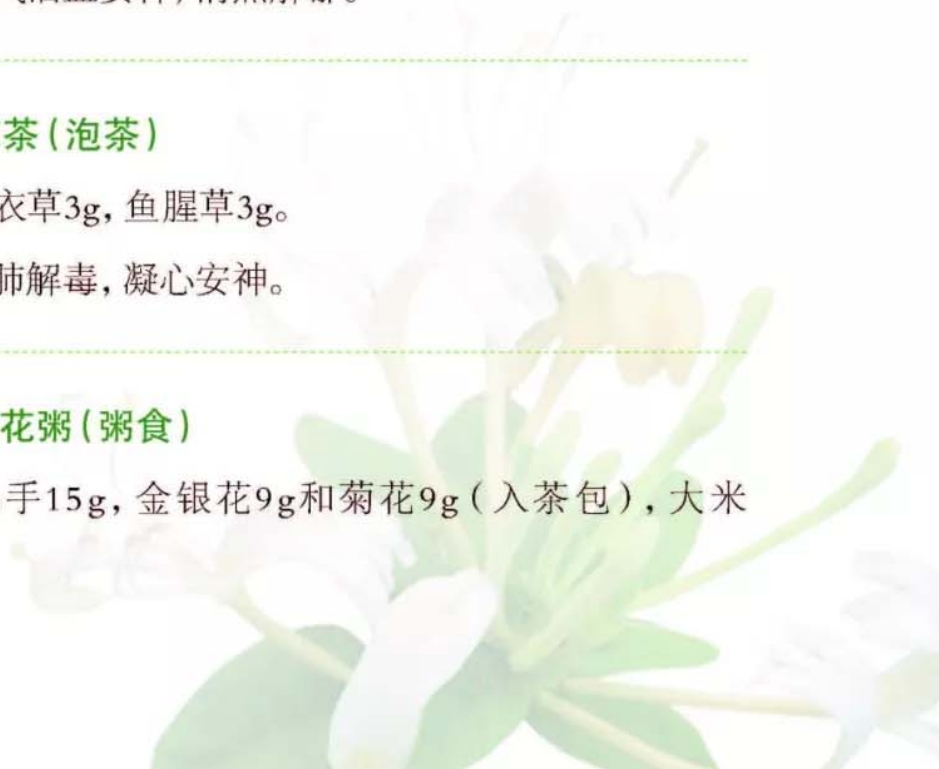 茶(泡茶)
衣草3g, 鱼腥草3g。
肺解毒, 凝心安神。
花粥(粥食)
手15g, 金银花9g和菊花9g(入茶包), 大米